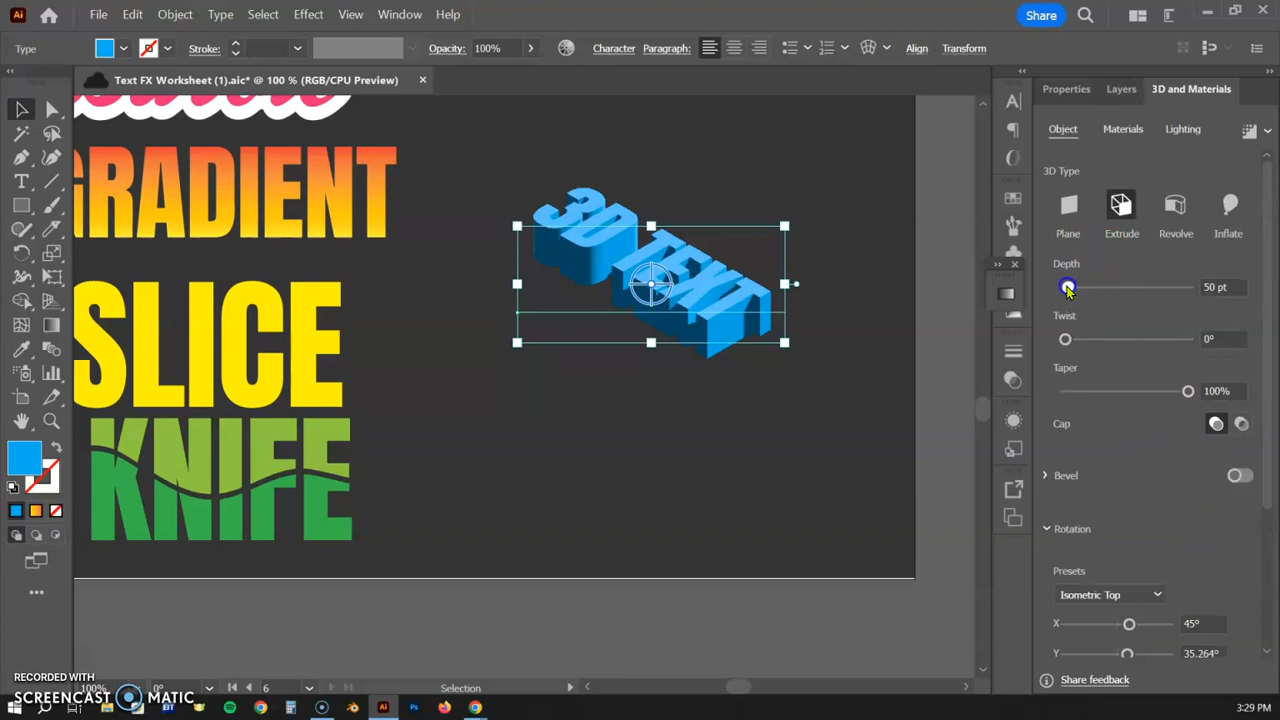 Ai File Edit Object Type Select Effect View Window Help Share
Type Stroke: Opacity: 100% Character Paragraph: Align Transform
Text FX Worksheet (1).aic* @ 100 % (RGB/CPU Preview)
Properties Layers 3D and Materials
Object Materials Lighting
3D Type
Plane Extrude Revolve Inflate
Depth
50 pt
Twist
0°
Taper
100%
Cap
Bevel
Rotation
Presets
Isometric Top
X 45°
Y 35.264°
Share feedback
GRADIENT
3D TEXT
SLICE
KNIFE
100% 0° 6 Selection
RECORDED WITH
SCREENCAST MATIC
3:29 PM